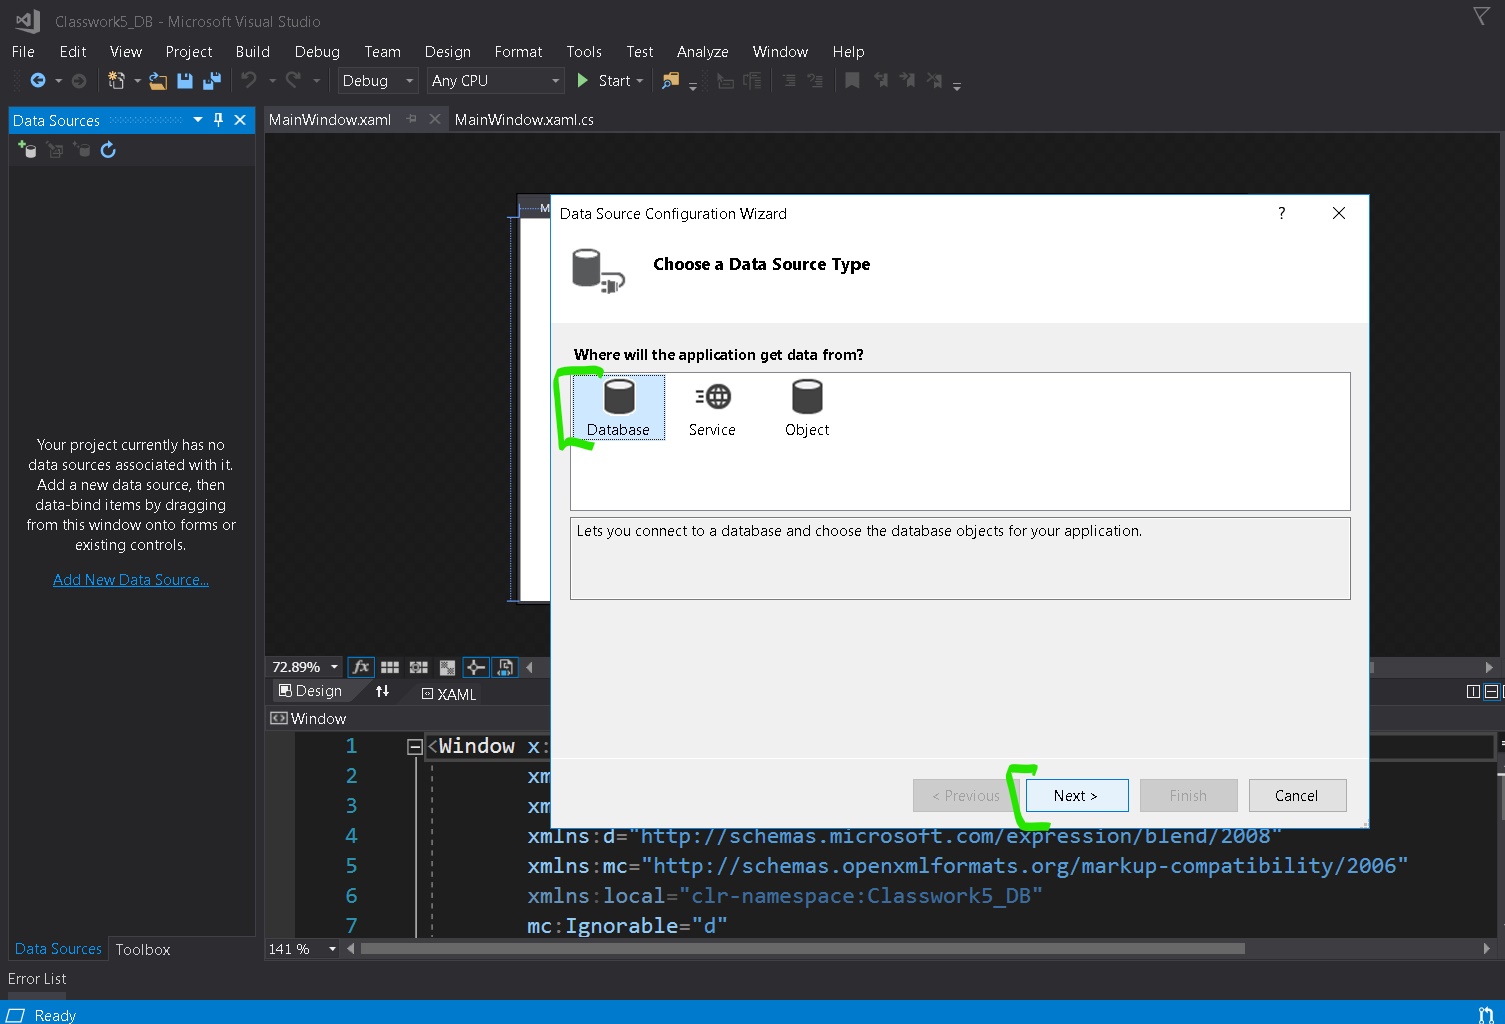 Classwork5_DB - Microsoft Visual Studio
File Edit View Project Build Debug Team Design Format Tools Test Analyze Window Help
Debug Any CPU Start
Data Sources
MainWindow.xaml MainWindow.xaml.cs
Your project currently has no
data sources associated with it.
Add a new data source, then
data-bind items by dragging
from this window onto forms or
existing controls.
Add New Data Source...
M
Data Source Configuration Wizard ?
Choose a Data Source Type
Where will the application get data from?
Database Service Object
Lets you connect to a database and choose the database objects for your application.
< Previous Next > Finish Cancel
72.89% fx
Design XAML
Window
1 <Window x:
2 xm
3 xm
4 xmlns:d="http://schemas.microsoft.com/expression/blend/2008"
5 xmlns:mc="http://schemas.openxmlformats.org/markup-compatibility/2006"
6 xmlns:local="clr-namespace:Classwork5_DB"
7 mc:Ignorable="d"
141 %
Data Sources Toolbox
Error List
Ready